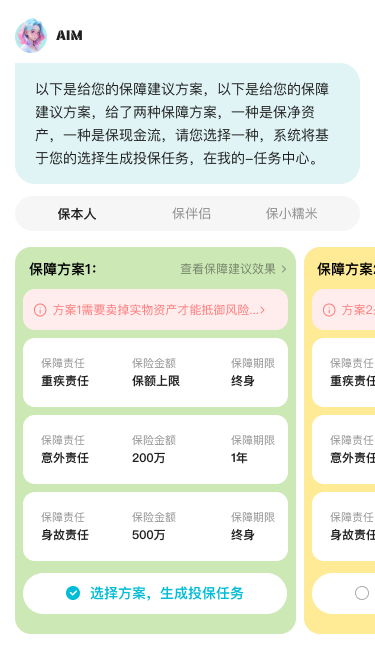 AIM
以下是给您的保障建议方案，以下是给您的保障
建议方案，给了两种保障方案，一种是保净资
产，一种是保现金流，请您选择一种，系统将基
于您的选择生成投保任务，在我的-任务中心。
保本人 保伴侣 保小糯米
保障方案1： 查看保障建议效果 >
方案1需要卖掉实物资产才能抵御风险...>
保障责任 保险金额 保障期限
重疾责任 保额上限 终身
保障责任 保险金额 保障期限
意外责任 200万 1年
保障责任 保险金额 保障期限
身故责任 500万 终身
选择方案，生成投保任务
保障方案
方案2
保障责任
重疾责
保障责任
意外责
保障责任
身故责